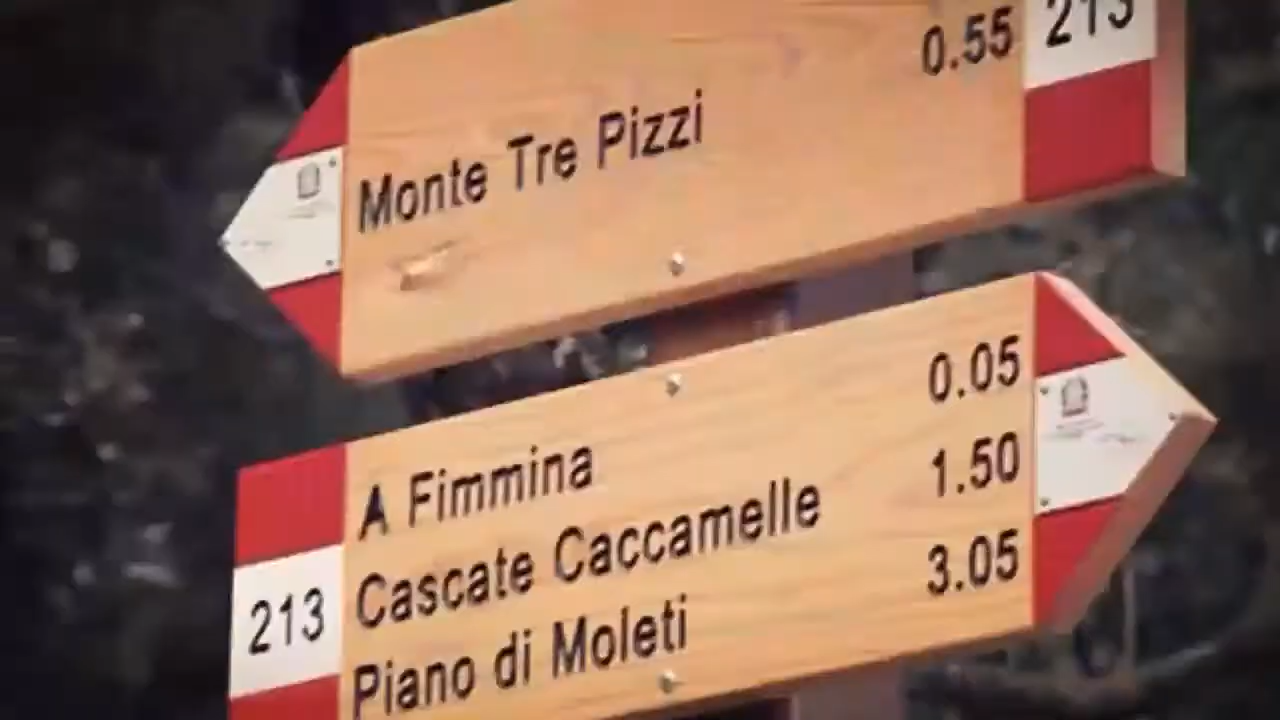 0.55 213
Monte Tre Pizzi
A Fimmina 0.05
Cascate Caccamelle 1.50
213
Piano di Moleti 3.05